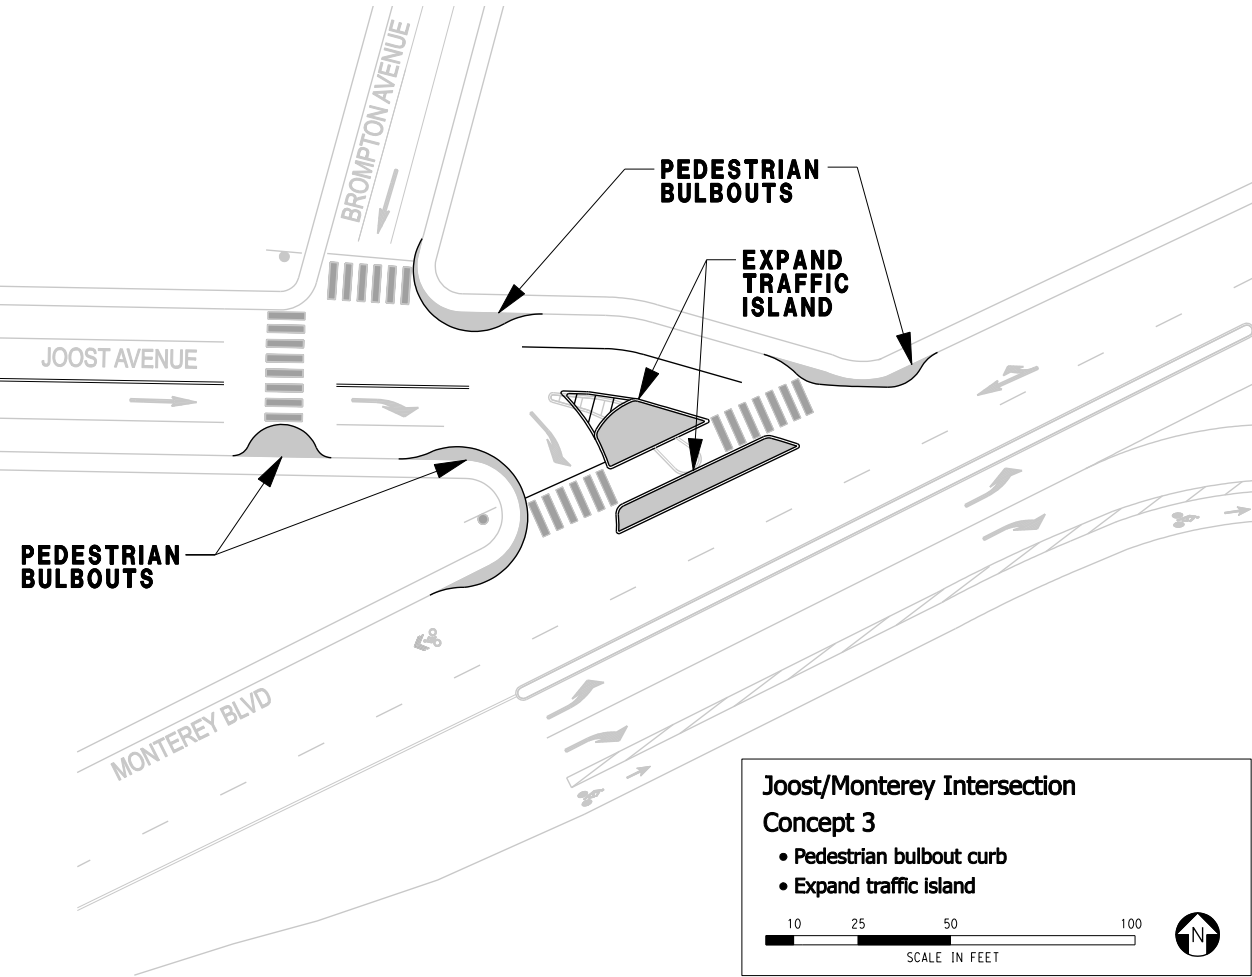 BROMPTON AVENUE
PEDESTRIAN
BULBOUTS
EXPAND
TRAFFIC
ISLAND
JOOST AVENUE
PEDESTRIAN
BULBOUTS
MONTEREY BLVD
Joost/Monterey Intersection
Concept 3
• Pedestrian bulbout curb
• Expand traffic island
10 25 50 100
SCALE IN FEET
N